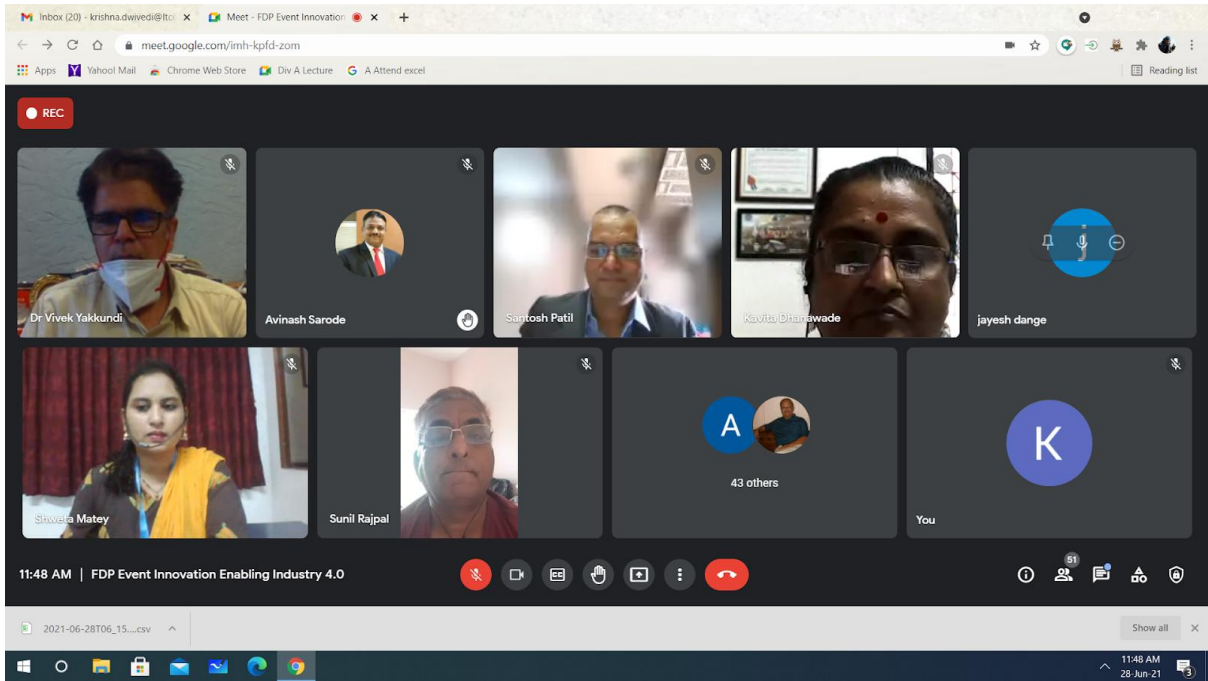 Inbox (20) - krishna.dwivedi@ltc
Meet - FDP Event Innovation
meet.google.com/imh-kpfd-zom
Apps
Yahoo! Mail
Chrome Web Store
Div A Lecture
A Attend excel
Reading list
REC
Dr Vivek Yakkundi
Avinash Sarode
Santosh Patil
Kavita Dhanawade
j
jayesh dange
Shweta Matey
Sunil Rajpal
A
43 others
K
You
11:48 AM | FDP Event Innovation Enabling Industry 4.0
CC
51
2021-06-28T06_15....csv
Show all
11:48 AM
28-Jun-21
3